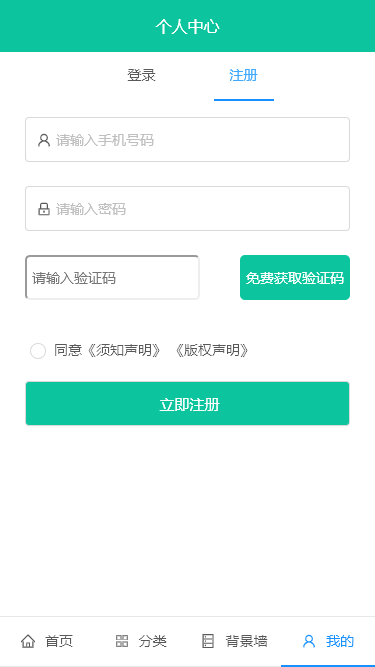 个人中心
登录 注册
请输入手机号码
请输入密码
请输入验证码 免费获取验证码
同意《须知声明》 《版权声明》
立即注册
首页 分类 背景墙 我的